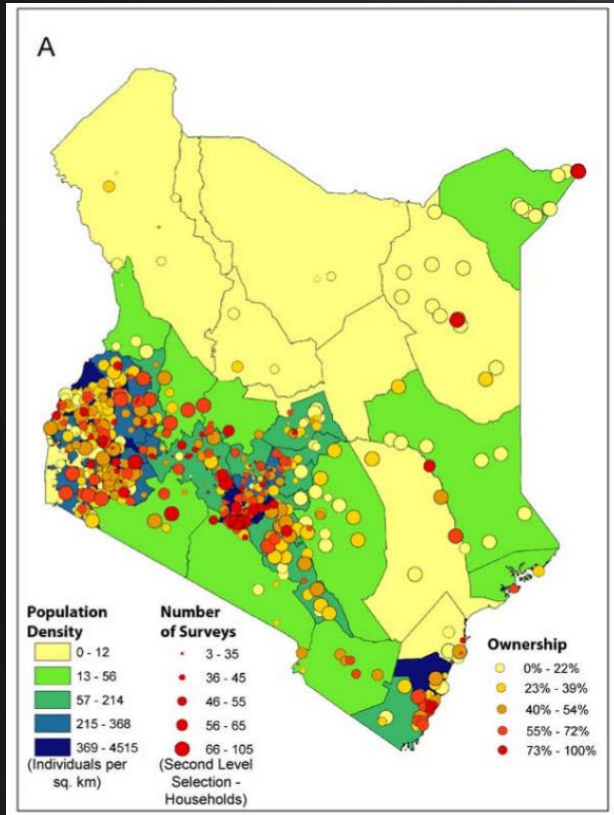 A
Population
Density
0 - 12
13 - 56
57 - 214
215 - 368
369 - 4515
(Individuals per
sq. km)
Number
of Surveys
3 - 35
36 - 45
46 - 55
56 - 65
66 - 105
(Second Level
Selection -
Households)
Ownership
0% - 22%
23% - 39%
40% - 54%
55% - 72%
73% - 100%